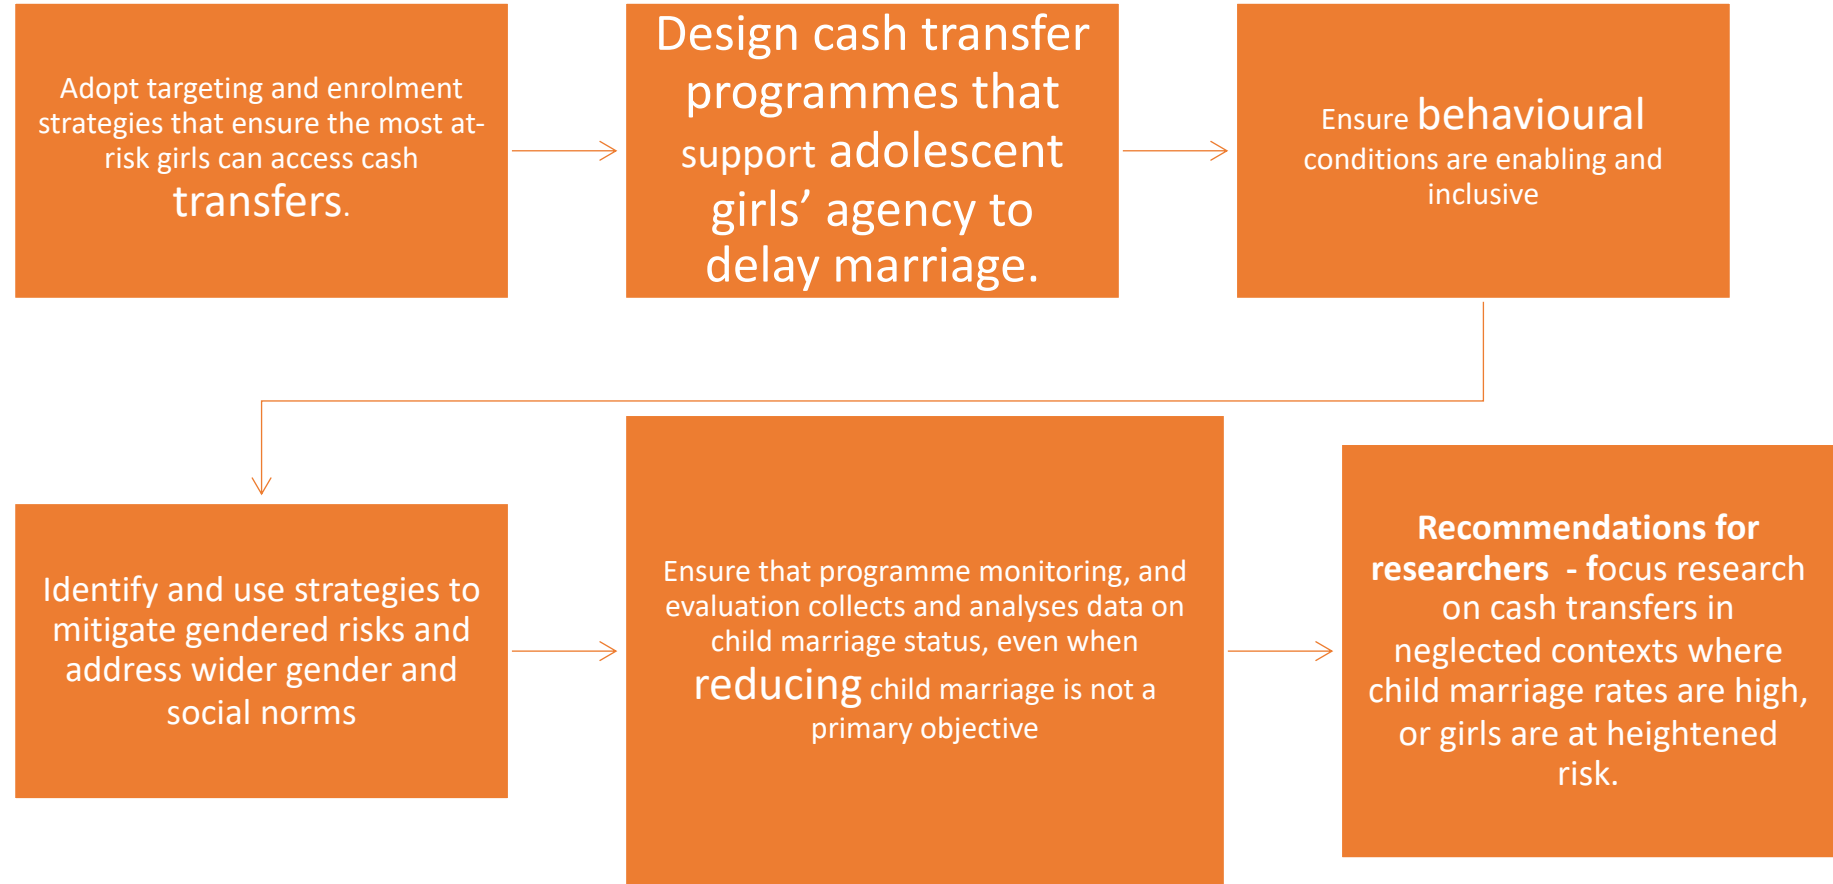 Adopt targeting and enrolment
strategies that ensure the most at-
risk girls can access cash
transfers.
Design cash transfer
programmes that
support adolescent
girls’ agency to
delay marriage.
Ensure behavioural
conditions are enabling and
inclusive
Identify and use strategies to
mitigate gendered risks and
address wider gender and
social norms
Ensure that programme monitoring, and
evaluation collects and analyses data on
child marriage status, even when
reducing child marriage is not a
primary objective
Recommendations for
researchers - focus research
on cash transfers in
neglected contexts where
child marriage rates are high,
or girls are at heightened
risk.